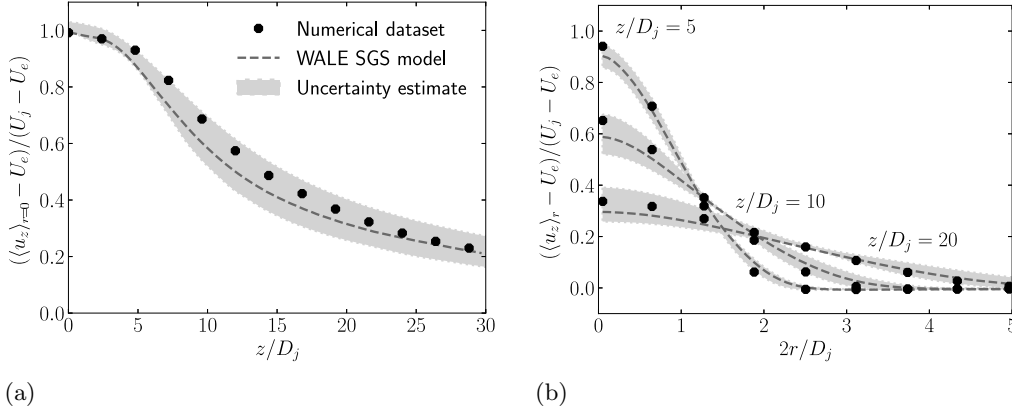 1.0
0.8
0.6
0.4
0.2
0.0
0 5 10 15 20 25 30
z/D_j
(⟨u_z⟩_{r=0} − U_e)/(U_j − U_e)
Numerical dataset
WALE SGS model
Uncertainty estimate
(a)
1.0
0.8
0.6
0.4
0.2
0.0
0 1 2 3 4 5
2r/D_j
(⟨u_z⟩_r − U_e)/(U_j − U_e)
z/D_j = 5
z/D_j = 10
z/D_j = 20
(b)